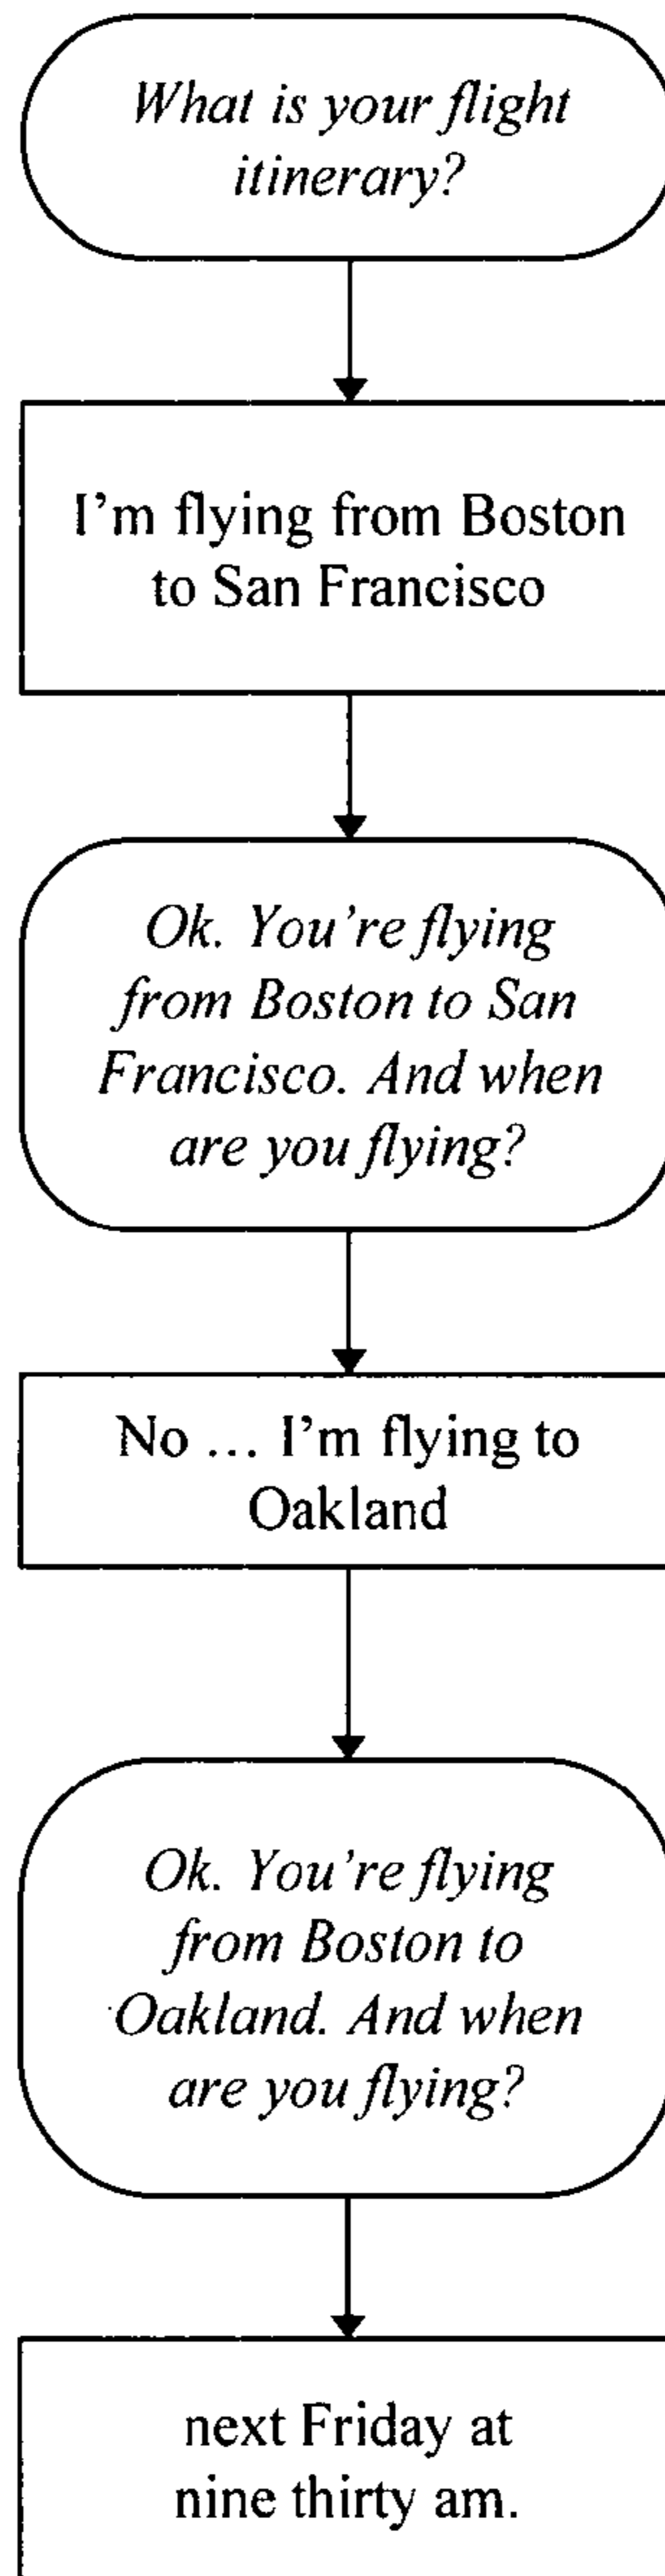 What is your flight
itinerary?
I'm flying from Boston
to San Francisco
Ok. You're flying
from Boston to San
Francisco. And when
are you flying?
No ... I'm flying to
Oakland
Ok. You're flying
from Boston to
Oakland. And when
are you flying?
next Friday at
nine thirty am.